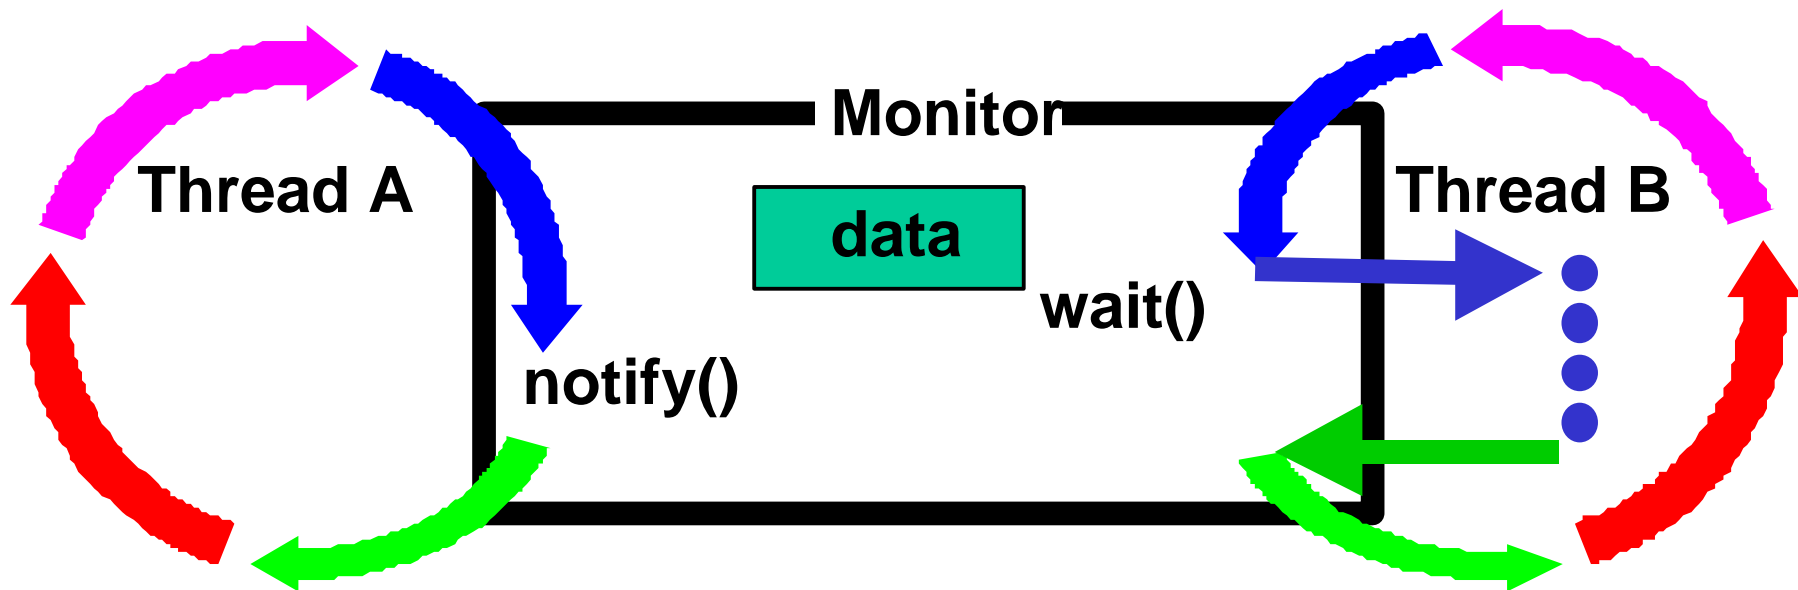 Monitor
Thread A
Thread B
data
wait()
notify()